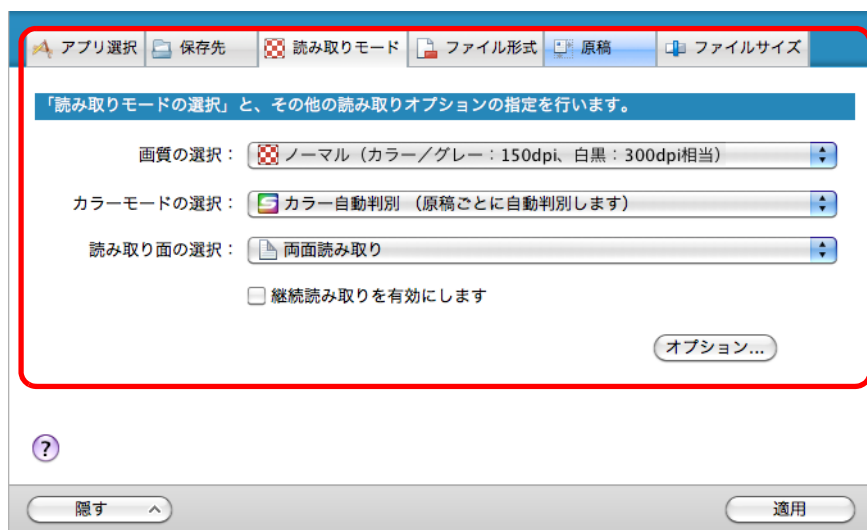 アプリ選択 保存先 読み取りモード ファイル形式 原稿 ファイルサイズ
「読み取りモードの選択」と、その他の読み取りオプションの指定を行います。
画質の選択： ノーマル（カラー／グレー：150dpi、白黒：300dpi相当）
カラーモードの選択： カラー自動判別 （原稿ごとに自動判別します）
読み取り面の選択： 両面読み取り
継続読み取りを有効にします
オプション...
?
隠す 適用